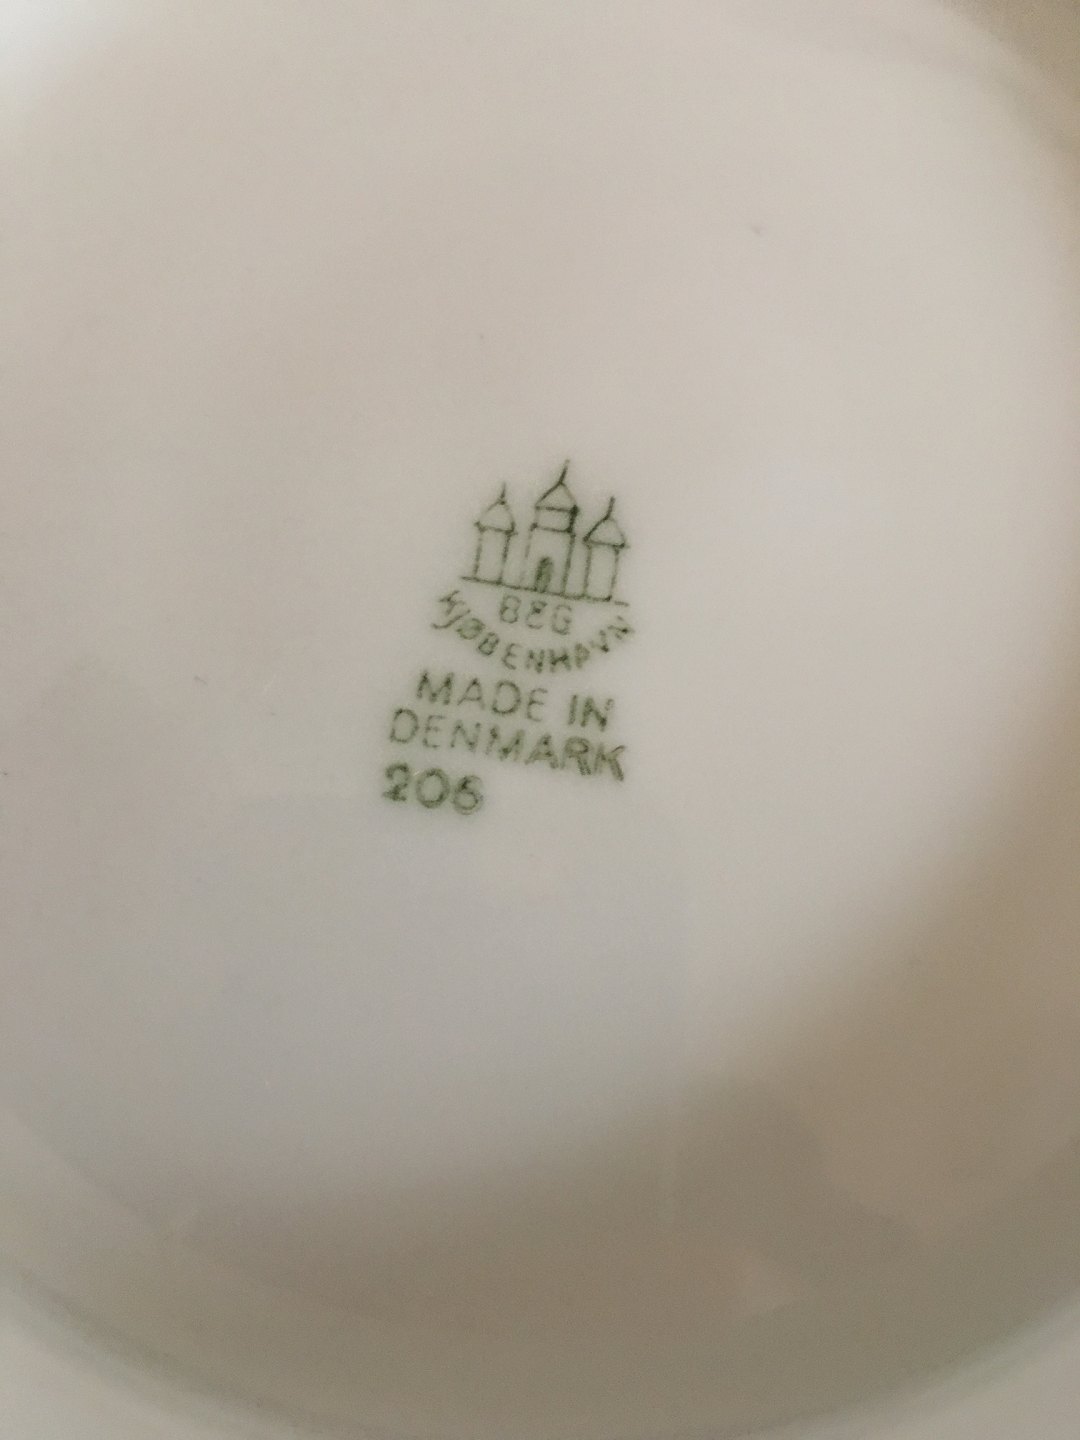 B&G
KJØBENHAVN
MADE IN
DENMARK
206